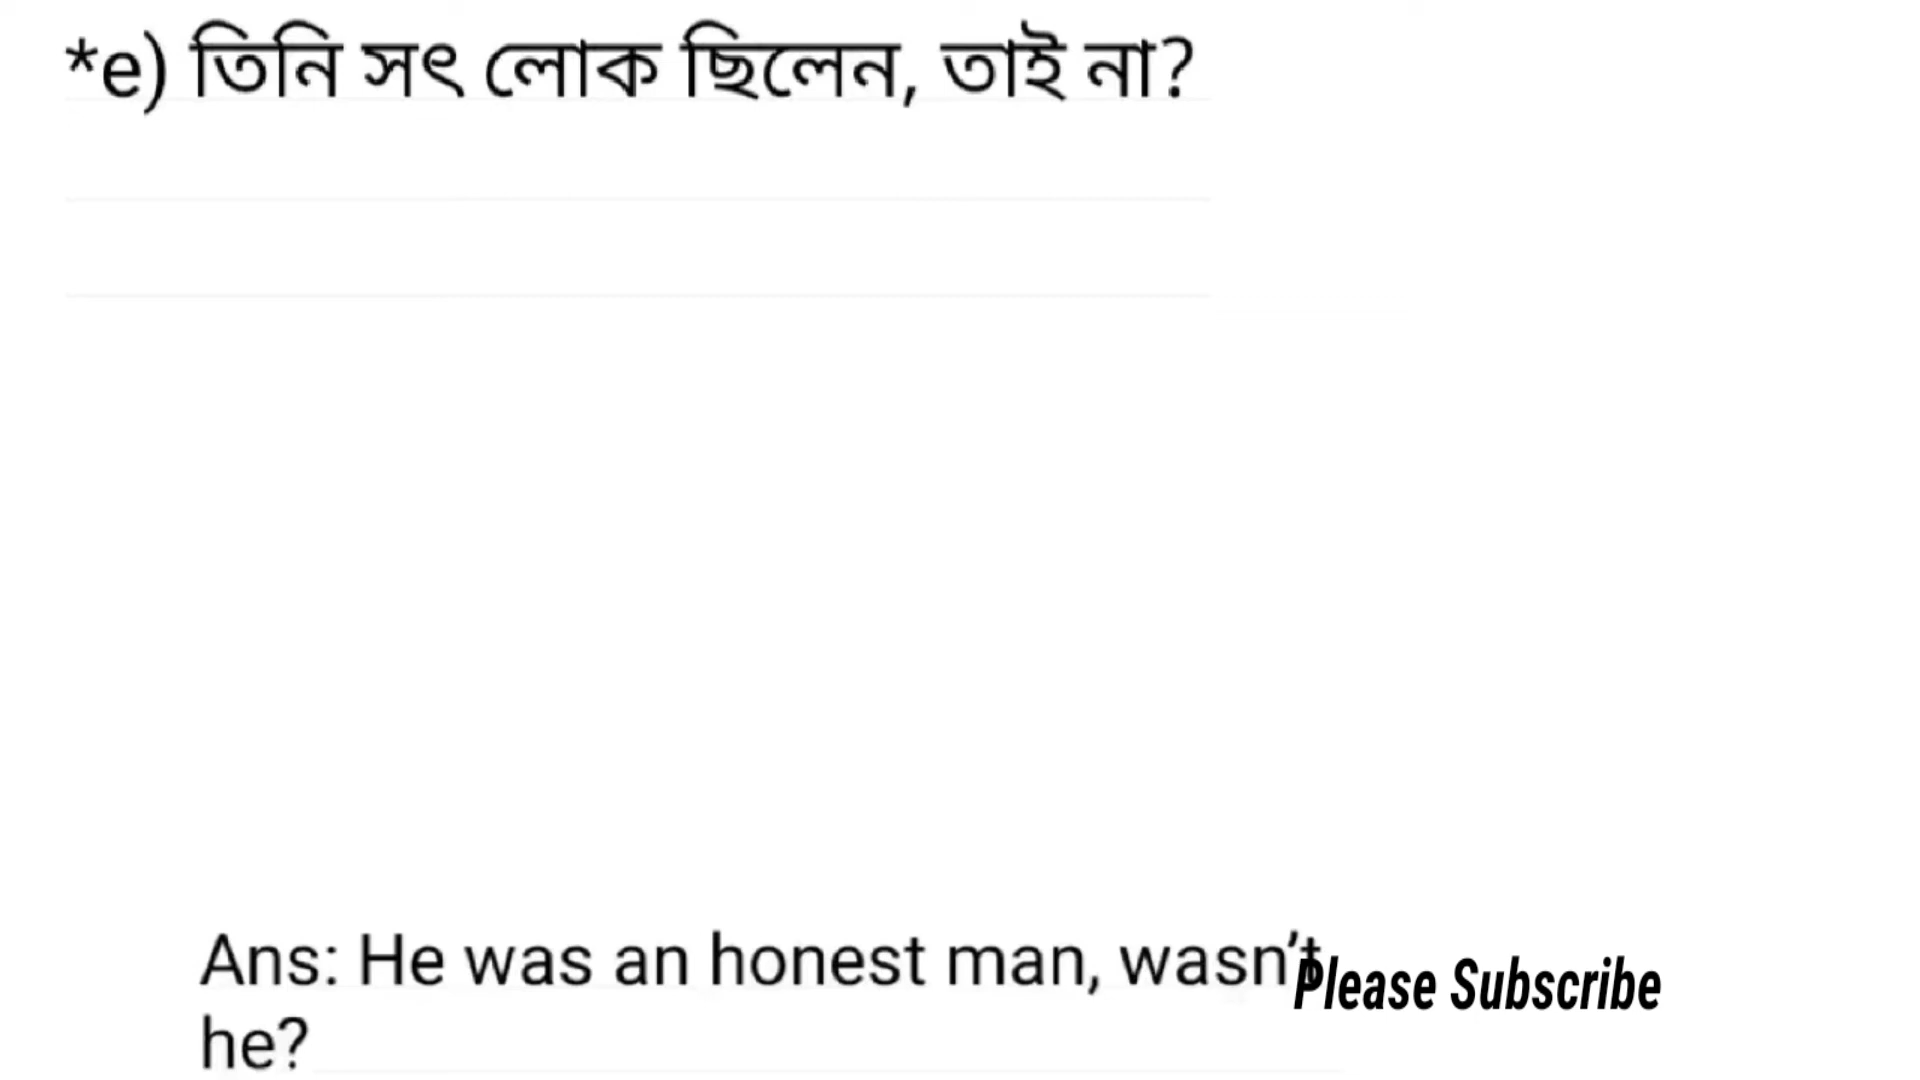 *e) তিনি সৎ লোক ছিলেন, তাই না?
Ans: He was an honest man, wasn’t
he?
Please Subscribe